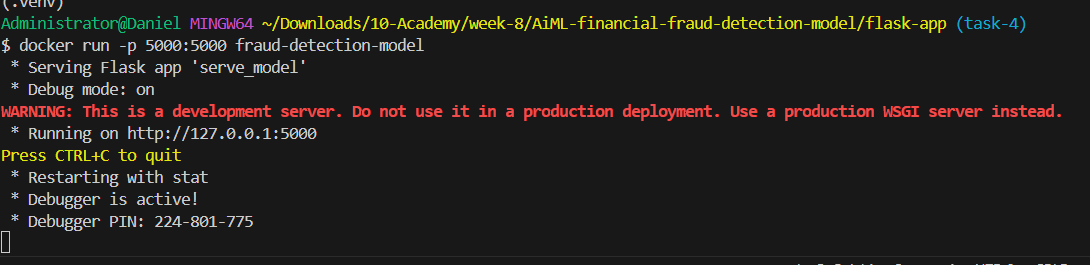 (.venv)
Administrator@Daniel MINGW64 ~/Downloads/10-Academy/week-8/AiML-financial-fraud-detection-model/flask-app (task-4)
$ docker run -p 5000:5000 fraud-detection-model
 * Serving Flask app 'serve_model'
 * Debug mode: on
WARNING: This is a development server. Do not use it in a production deployment. Use a production WSGI server instead.
 * Running on http://127.0.0.1:5000
Press CTRL+C to quit
 * Restarting with stat
 * Debugger is active!
 * Debugger PIN: 224-801-775